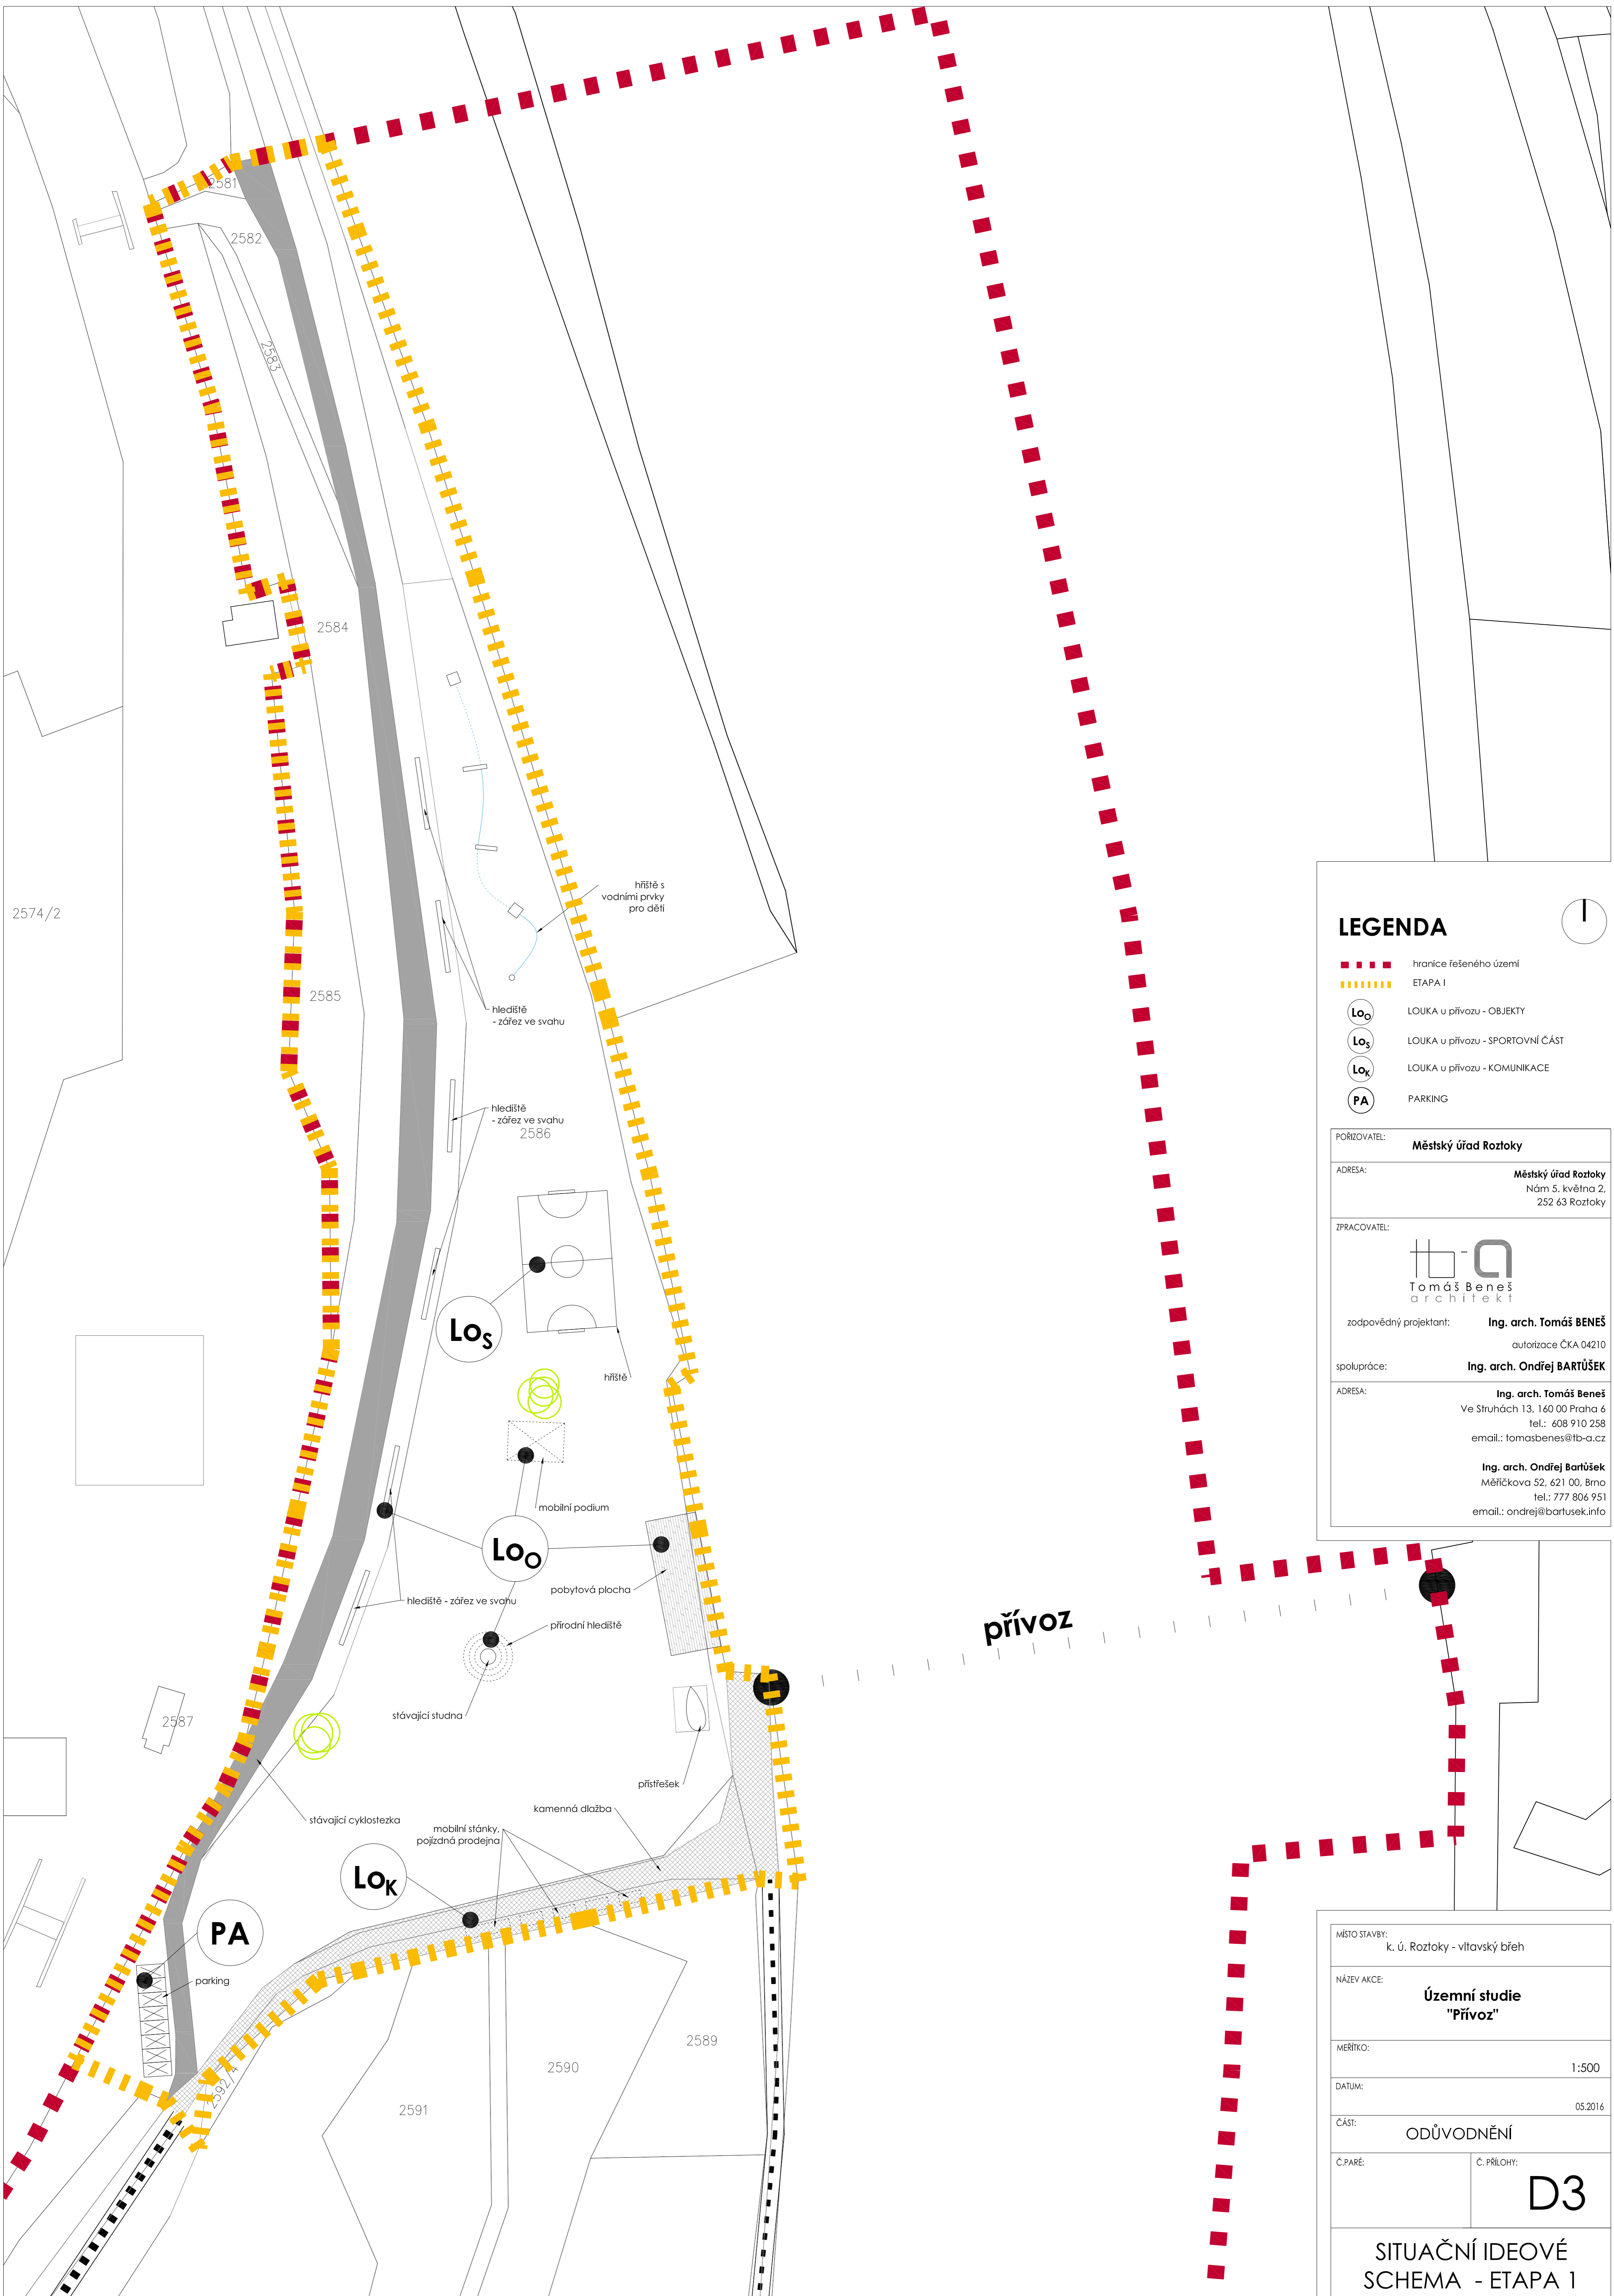 2581
2582
2583
2584
2574/2
2585
hřiště s
vodními prvky
pro děti
hlediště
- zářez ve svahu
hlediště
- zářez ve svahu
2586
LoS
hřiště
mobilní podium
LoO
pobytová plocha
hlediště - zářez ve svahu
přírodní hlediště
přívoz
stávající studna
2587
přístřešek
kamenná dlažba
stávající cyklostezka
mobilní stánky,
pojízdná prodejna
LoK
PA
parking
2592/4
2591
2590
2589
LEGENDA
hranice řešeného území
ETAPA I
LoO LOUKA u přívozu - OBJEKTY
LoS LOUKA u přívozu - SPORTOVNÍ ČÁST
LoK LOUKA u přívozu - KOMUNIKACE
PA PARKING
POŘIZOVATEL: Městský úřad Roztoky
ADRESA:
Městský úřad Roztoky
Nám 5. května 2,
252 63 Roztoky
ZPRACOVATEL:
tb-a
Tomáš Beneš
architekt
zodpovědný projektant: Ing. arch. Tomáš BENEŠ
autorizace ČKA 04210
spolupráce: Ing. arch. Ondřej BARTŮŠEK
ADRESA:
Ing. arch. Tomáš Beneš
Ve Struhách 13, 160 00 Praha 6
tel.: 608 910 258
email.: tomasbenes@tb-a.cz
Ing. arch. Ondřej Bartůšek
Měříčkova 52, 621 00, Brno
tel.: 777 806 951
email.: ondrej@bartusek.info
MÍSTO STAVBY:
k. ú. Roztoky - vltavský břeh
NÁZEV AKCE:
Územní studie
"Přívoz"
MEŘÍTKO:
1:500
DATUM:
05.2016
ČÁST:
ODŮVODNĚNÍ
Č.PARÉ:
Č. PŘÍLOHY:
D3
SITUAČNÍ IDEOVÉ
SCHEMA - ETAPA 1